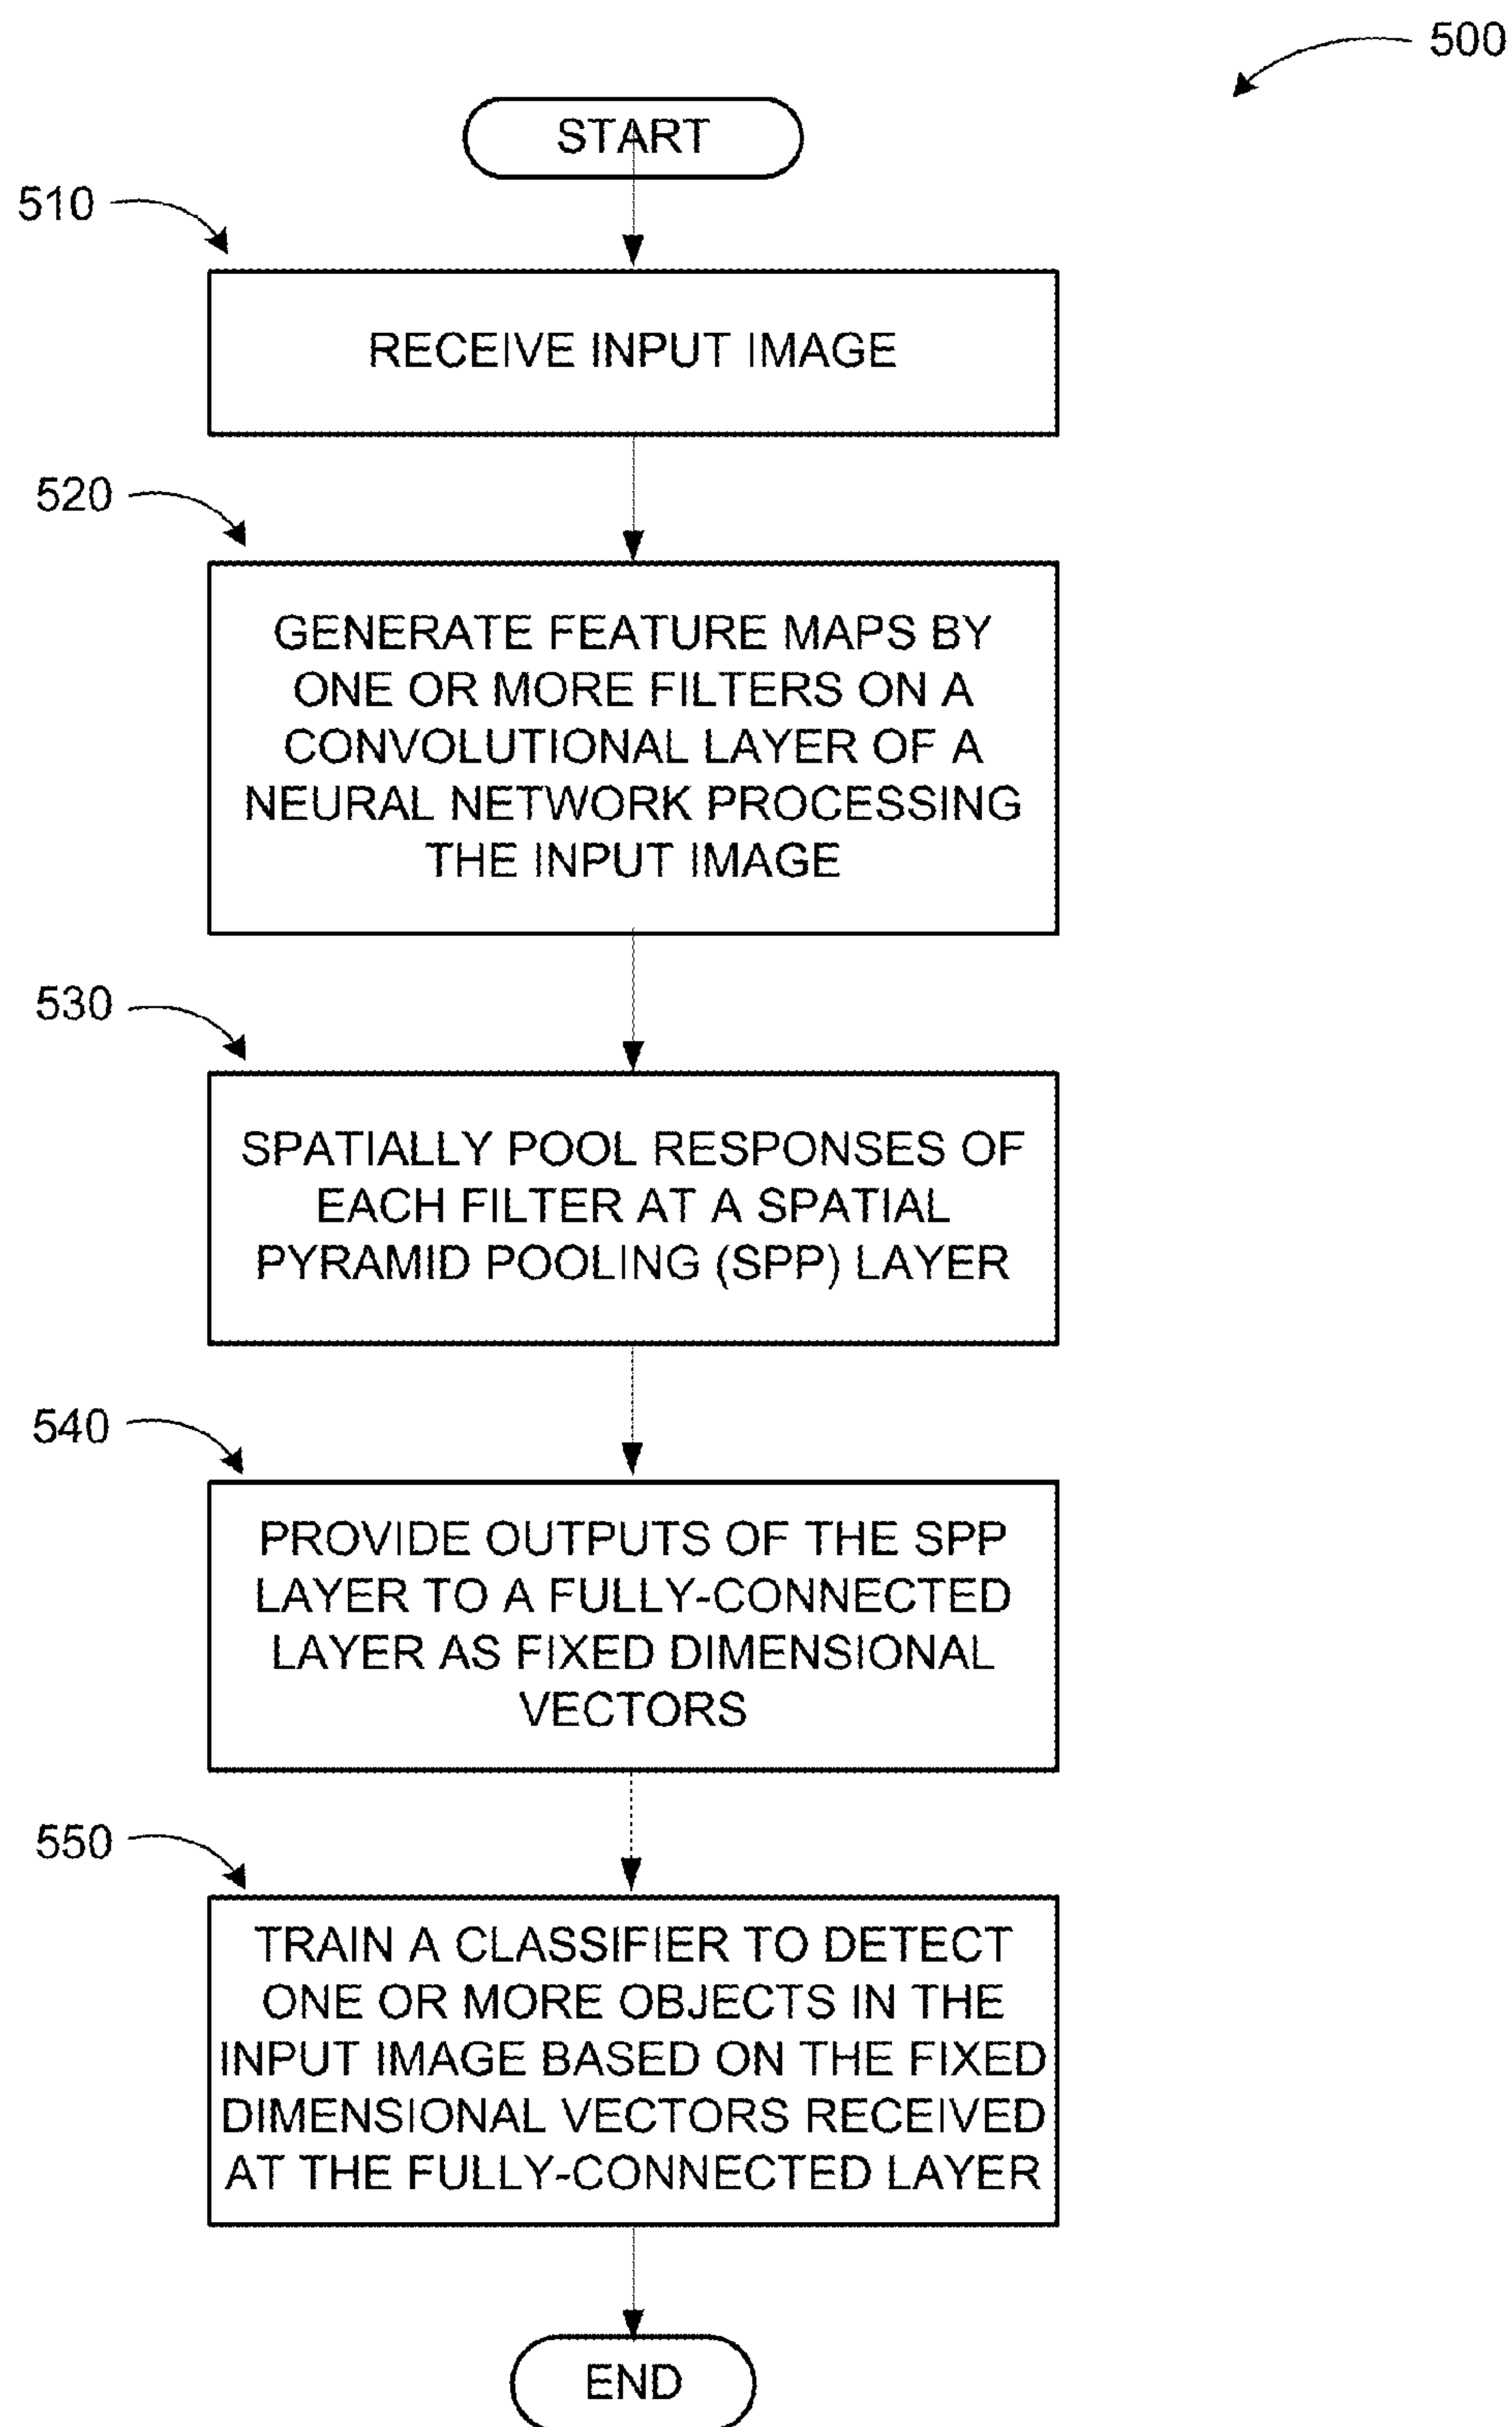 500
START
510
RECEIVE INPUT IMAGE
520
GENERATE FEATURE MAPS BY
ONE OR MORE FILTERS ON A
CONVOLUTIONAL LAYER OF A
NEURAL NETWORK PROCESSING
THE INPUT IMAGE
530
SPATIALLY POOL RESPONSES OF
EACH FILTER AT A SPATIAL
PYRAMID POOLING (SPP) LAYER
540
PROVIDE OUTPUTS OF THE SPP
LAYER TO A FULLY-CONNECTED
LAYER AS FIXED DIMENSIONAL
VECTORS
550
TRAIN A CLASSIFIER TO DETECT
ONE OR MORE OBJECTS IN THE
INPUT IMAGE BASED ON THE FIXED
DIMENSIONAL VECTORS RECEIVED
AT THE FULLY-CONNECTED LAYER
END